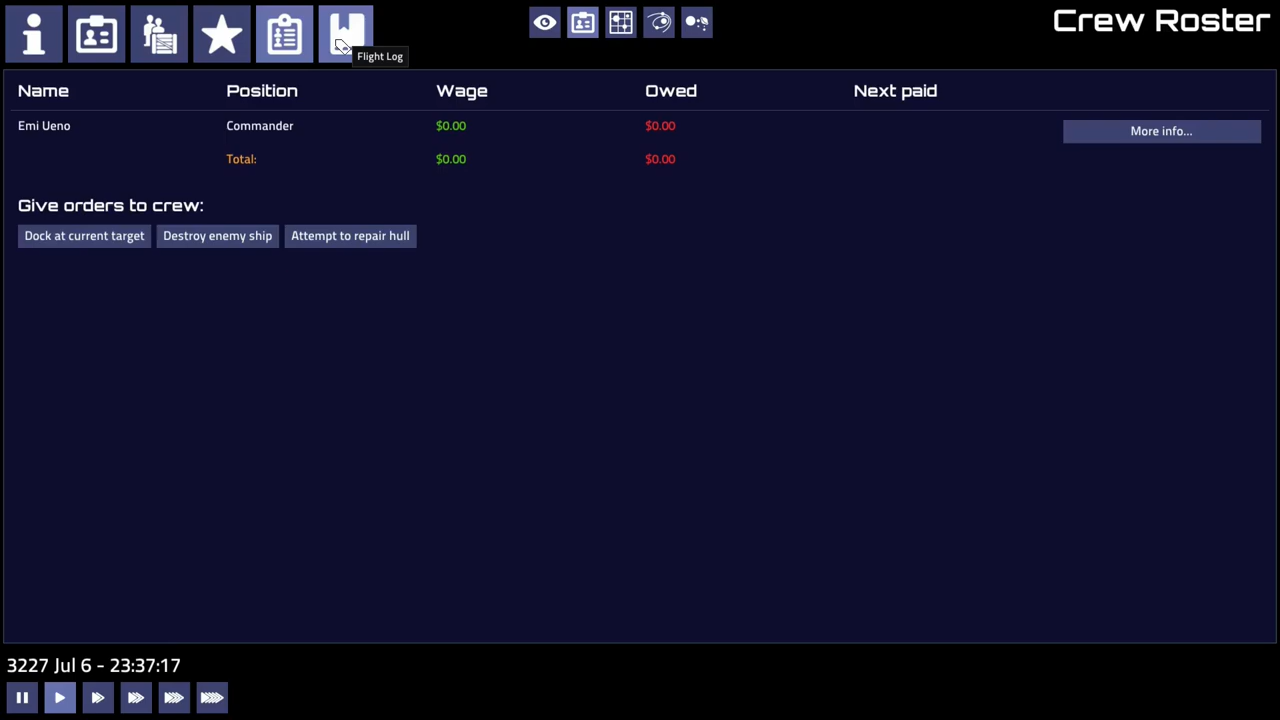 Crew Roster
Flight Log
Name Position Wage Owed Next paid
Emi Ueno Commander $0.00 $0.00 More info...
Total: $0.00 $0.00
Give orders to crew:
Dock at current target Destroy enemy ship Attempt to repair hull
3227 Jul 6 - 23:37:17